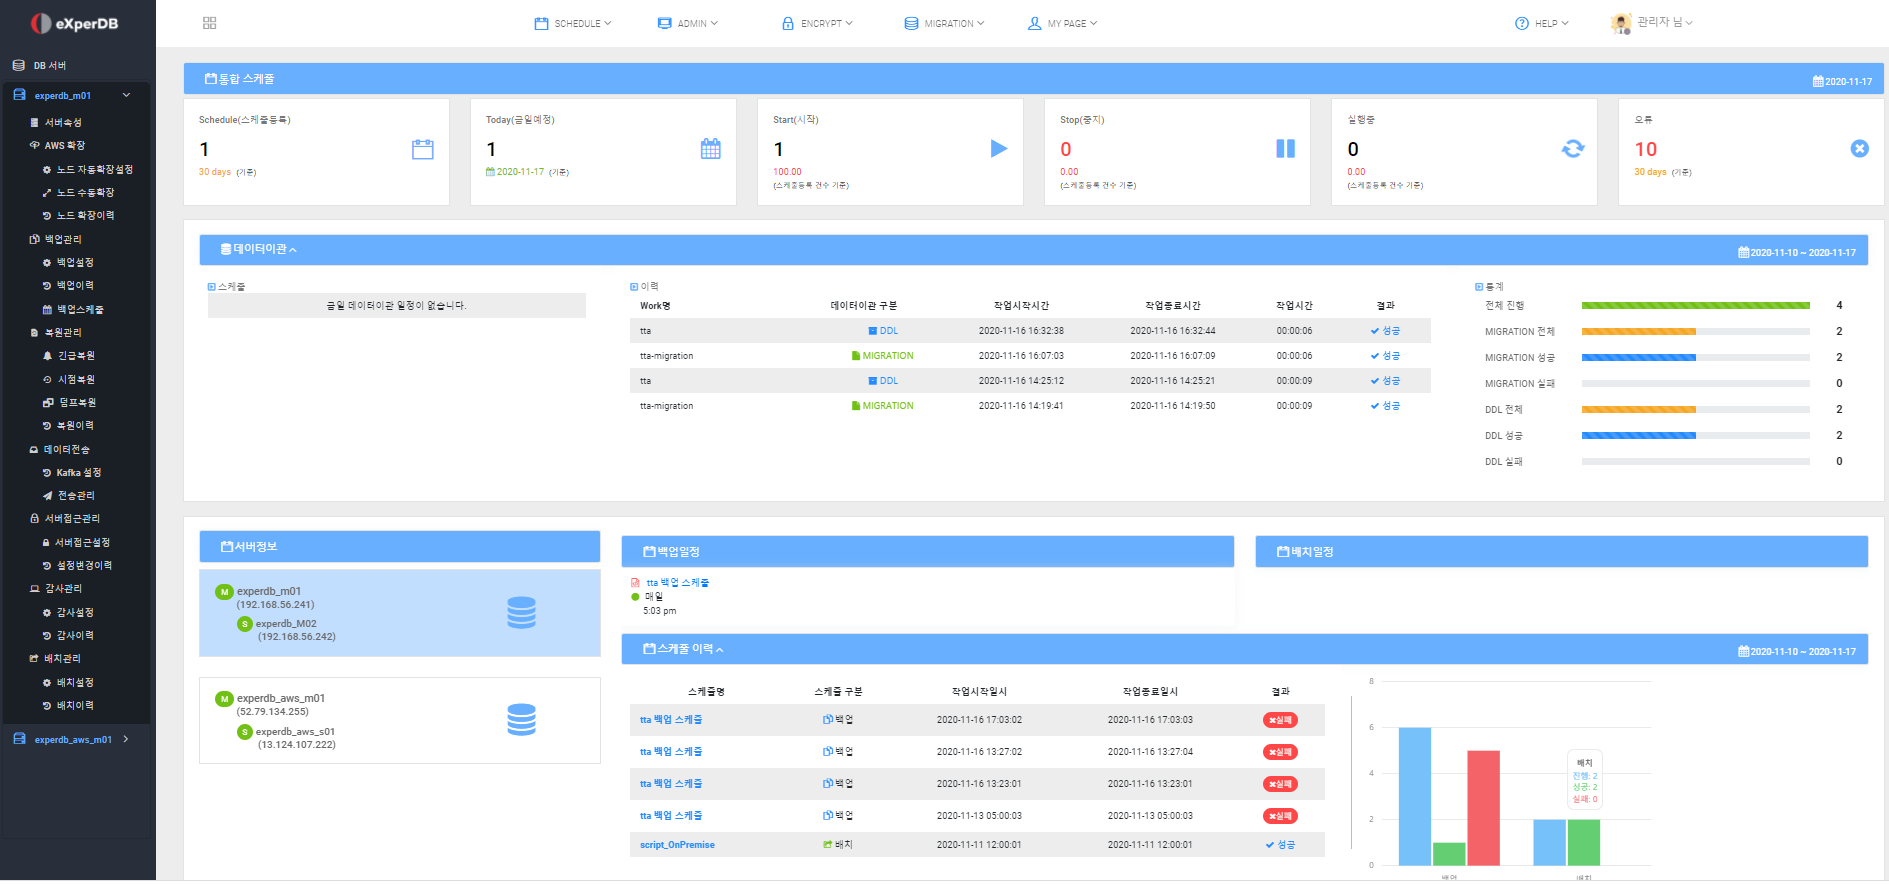 eXperDB
SCHEDULE
ADMIN
ENCRYPT
MIGRATION
MY PAGE
HELP
관리자 님
DB 서버
experdb_m01
서버속성
AWS 확장
노드 자동확장설정
노드 수동확장
노드 확장이력
백업관리
백업설정
백업이력
백업스케줄
복원관리
긴급복원
시점복원
덤프복원
복원이력
데이터전송
Kafka 설정
전송관리
서버접근관리
서버접근설정
설정변경이력
감사관리
감사설정
감사이력
배치관리
배치설정
배치이력
experdb_aws_m01
통합 스케줄
2020-11-17
Schedule(스케줄등록)
1
30 days (기준)
Today(금일예정)
1
2020-11-17 (기준)
Start(시작)
1
100.00
(스케줄등록 건수 기준)
Stop(중지)
0
0.00
(스케줄등록 건수 기준)
실행중
0
0.00
(스케줄등록 건수 기준)
오류
10
30 days (기준)
데이터이관
2020-11-10 ~ 2020-11-17
스케줄
금일 데이터이관 일정이 없습니다.
이력
Work명 데이터이관 구분 작업시작시간 작업종료시간 작업시간 결과
tta DDL 2020-11-16 16:32:38 2020-11-16 16:32:44 00:00:06 성공
tta-migration MIGRATION 2020-11-16 16:07:03 2020-11-16 16:07:09 00:00:06 성공
tta DDL 2020-11-16 14:25:12 2020-11-16 14:25:21 00:00:09 성공
tta-migration MIGRATION 2020-11-16 14:19:41 2020-11-16 14:19:50 00:00:09 성공
통계
전체 진행 4
MIGRATION 전체 2
MIGRATION 성공 2
MIGRATION 실패 0
DDL 전체 2
DDL 성공 2
DDL 실패 0
서버정보
M experdb_m01
(192.168.56.241)
S experdb_M02
(192.168.56.242)
M experdb_aws_m01
(52.79.134.255)
S experdb_aws_s01
(13.124.107.222)
백업일정
tta 백업 스케줄
매일
5:03 pm
배치일정
스케줄 이력
2020-11-10 ~ 2020-11-17
스케줄명 스케줄 구분 작업시작일시 작업종료일시 결과
tta 백업 스케줄 백업 2020-11-16 17:03:02 2020-11-16 17:03:03 실패
tta 백업 스케줄 백업 2020-11-16 13:27:02 2020-11-16 13:27:04 실패
tta 백업 스케줄 백업 2020-11-16 13:23:01 2020-11-16 13:23:01 실패
tta 백업 스케줄 백업 2020-11-13 05:00:03 2020-11-13 05:00:03 실패
script_OnPremise 배치 2020-11-11 12:00:01 2020-11-11 12:00:01 성공
8
6
4
2
0
배치
진행: 2
성공: 2
실패: 0
백업
배치